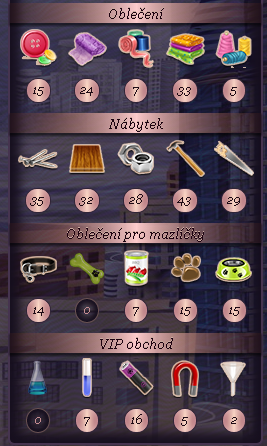 Oblečení
15 24 7 33 5
Nábytek
35 32 28 43 29
Oblečení pro mazlíčky
14 0 7 15 15
VIP obchod
0 7 16 5 2